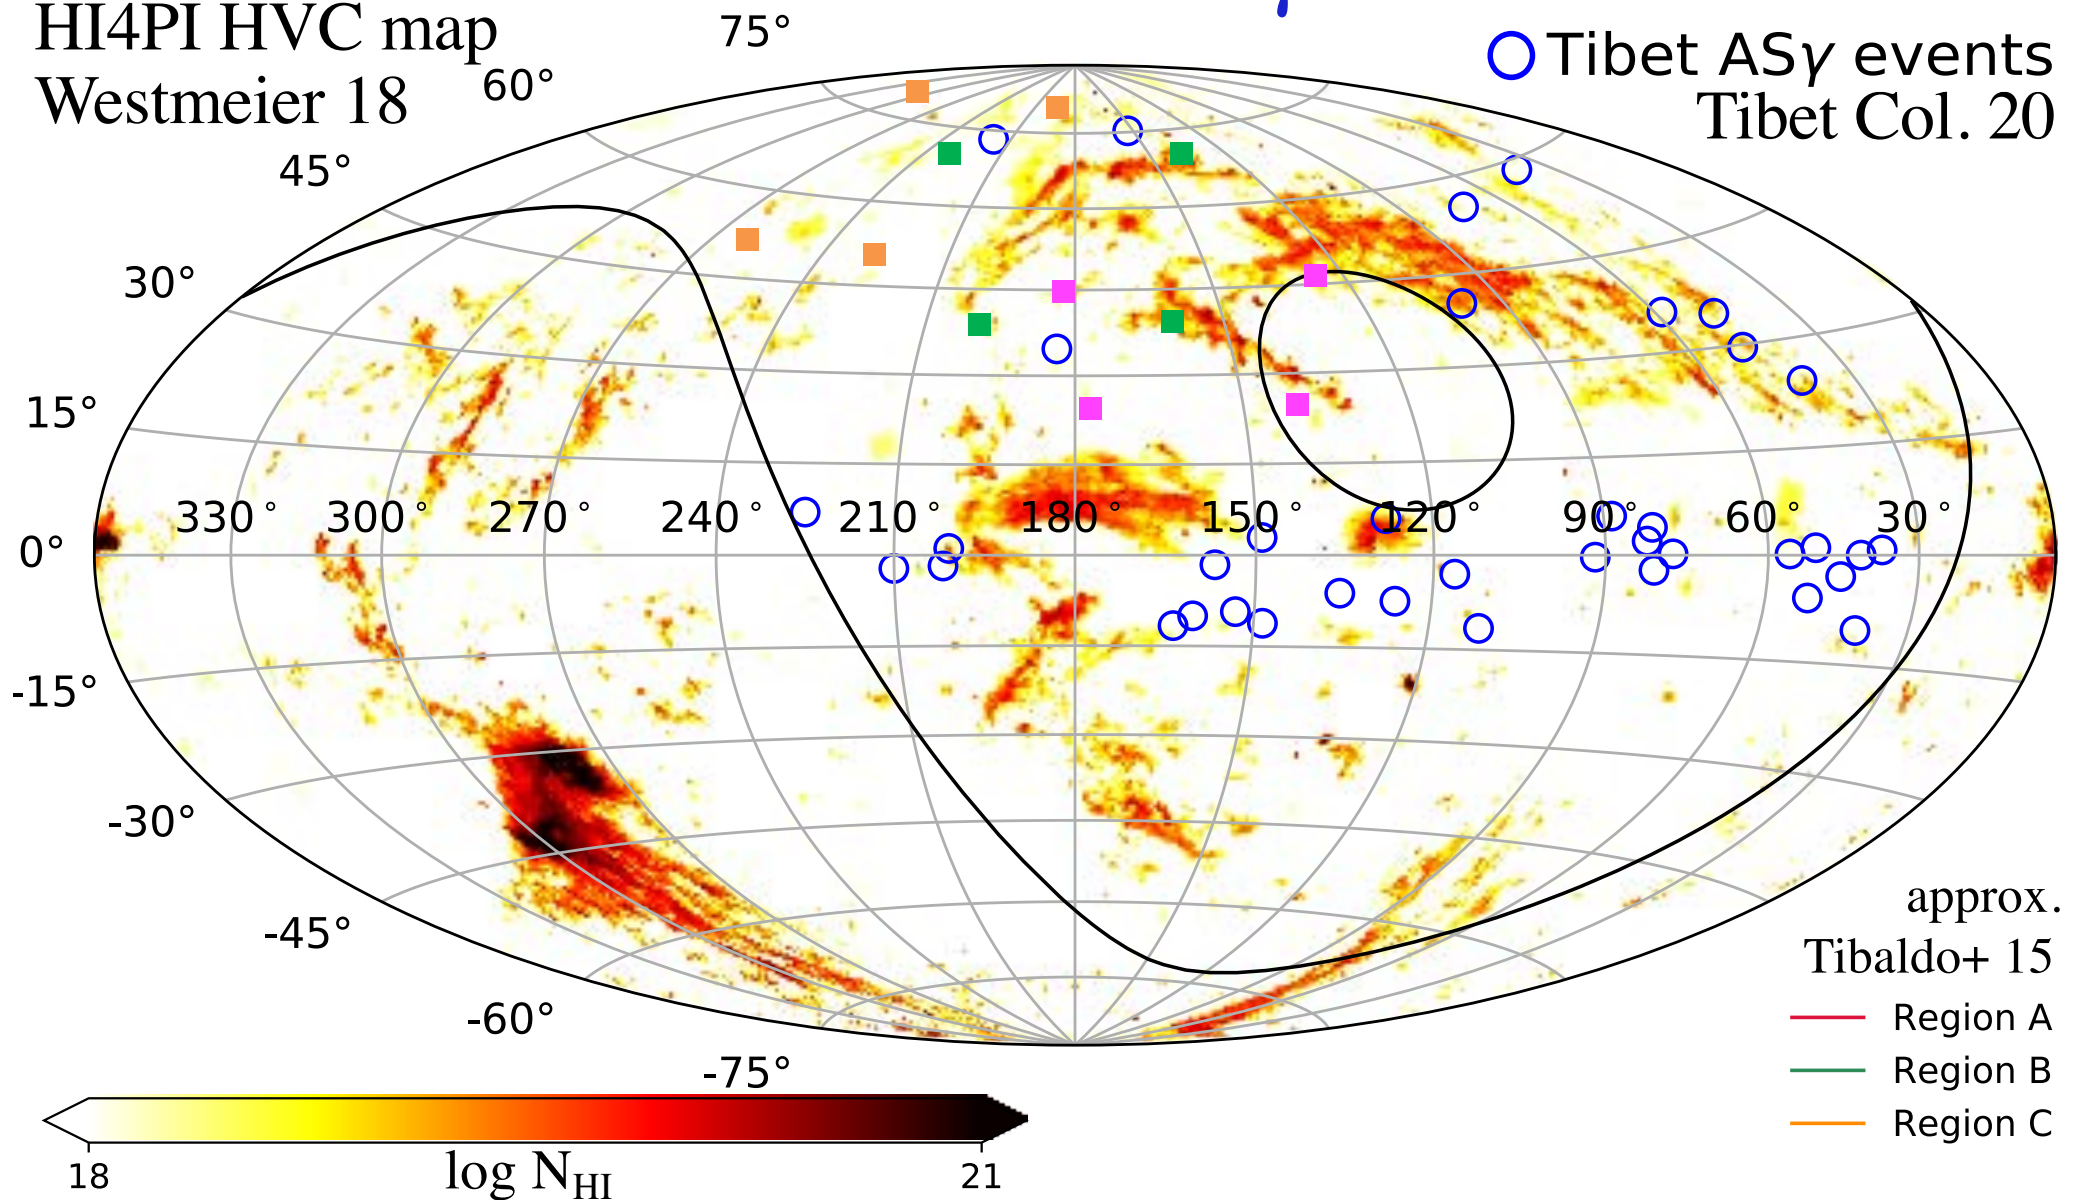 HI4PI HVC map
Westmeier 18
Tibet ASγ events
Tibet Col. 20
75°
60°
45°
30°
15°
330° 300° 270° 240° 210° 180° 150° 120° 90° 60° 30°
0°
-15°
-30°
-45°
-60°
-75°
approx.
Tibaldo+ 15
Region A
Region B
Region C
18 21
log N_HI